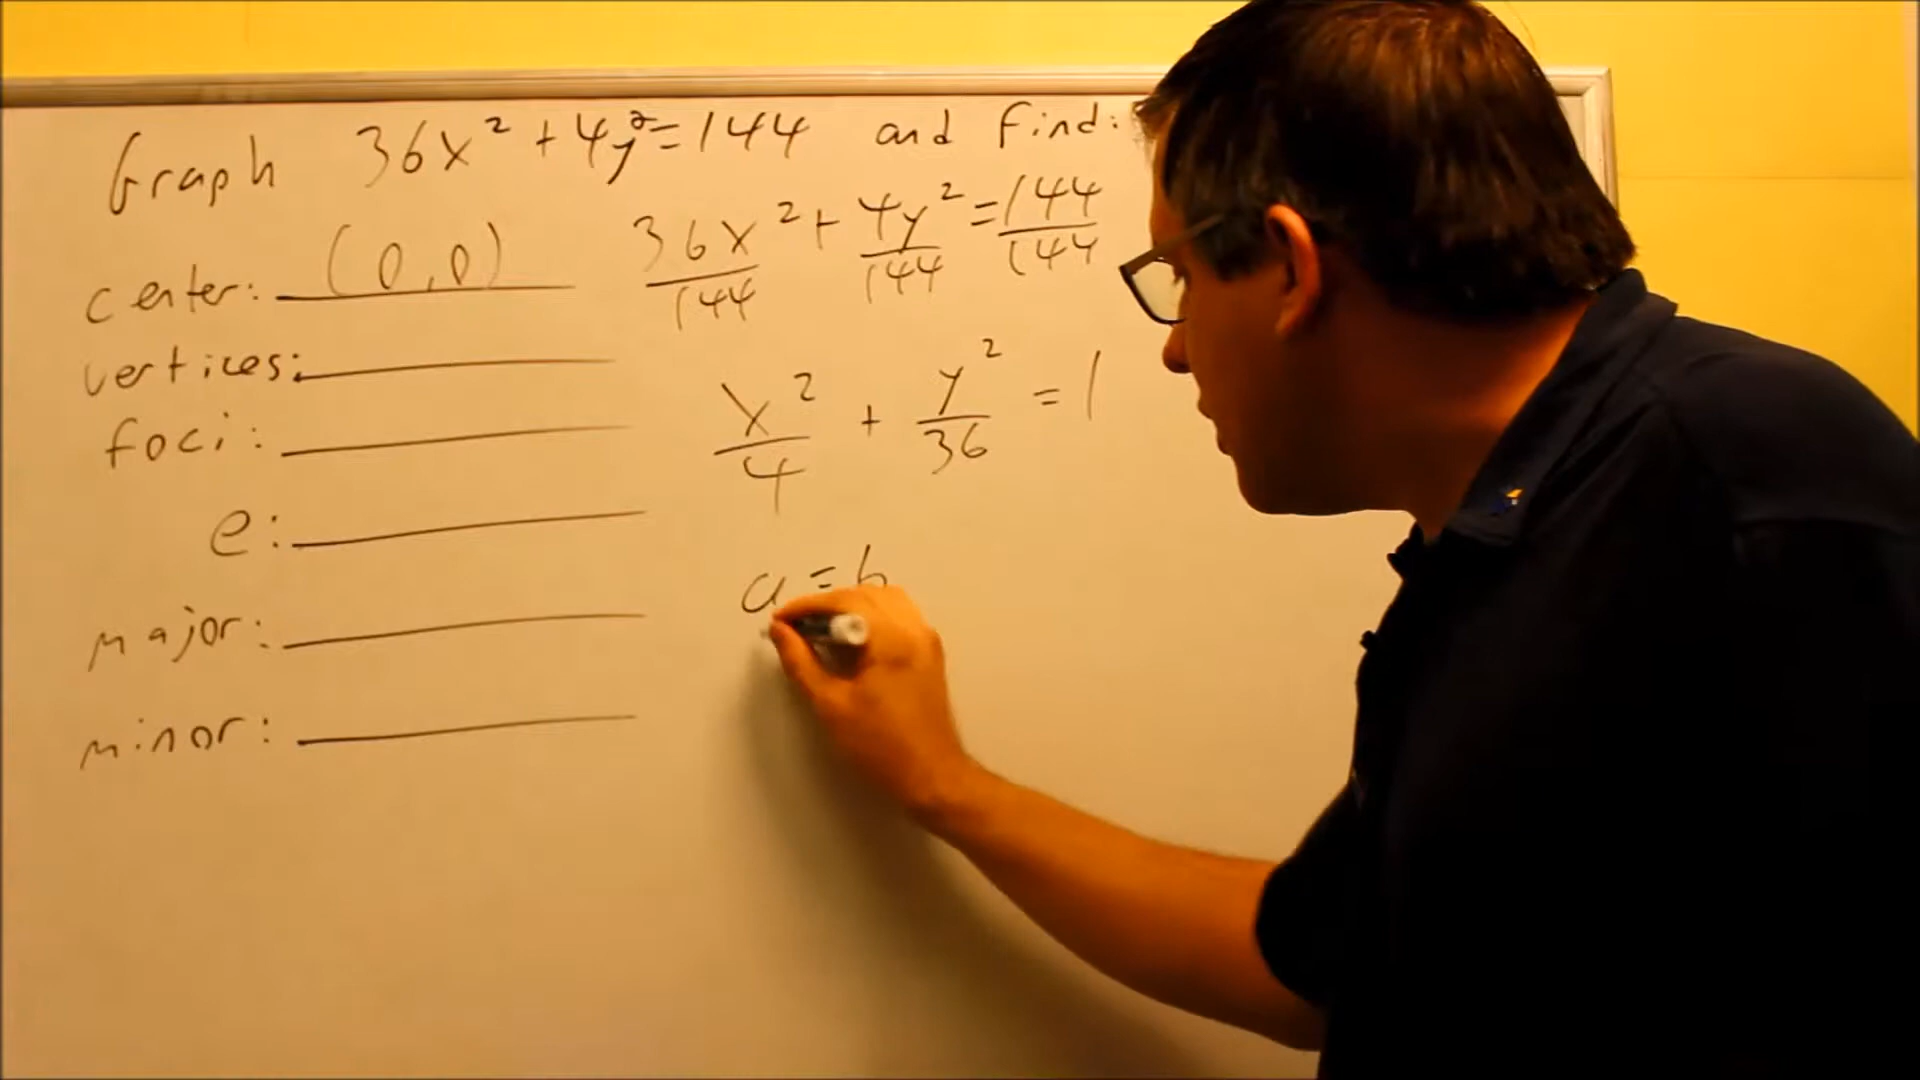 Graph 36x² + 4y² = 144 and find:
center: (0,0)
vertices:
foci:
e:
major:
minor:
36x²/144 + 4y²/144 = 144/144
x²/4 + y²/36 = 1
a = 6